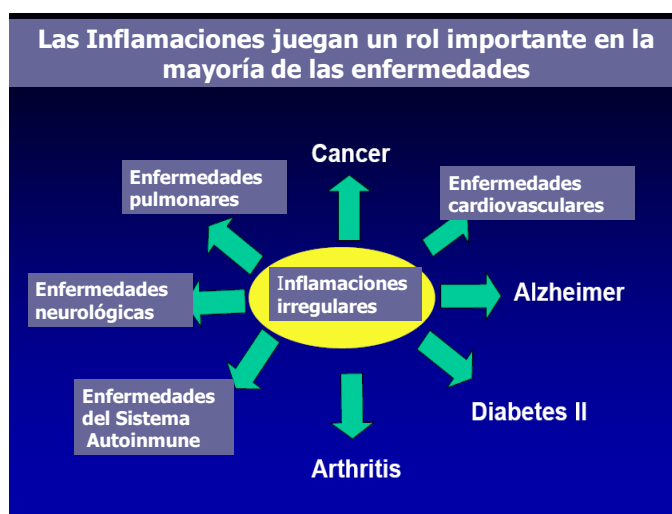 Las Inflamaciones juegan un rol importante en la
mayoría de las enfermedades
Cancer
Enfermedades
pulmonares
Enfermedades
cardiovasculares
Inflamaciones
irregulares
Enfermedades
neurológicas
Alzheimer
Enfermedades
del Sistema
Autoinmune
Diabetes II
Arthritis